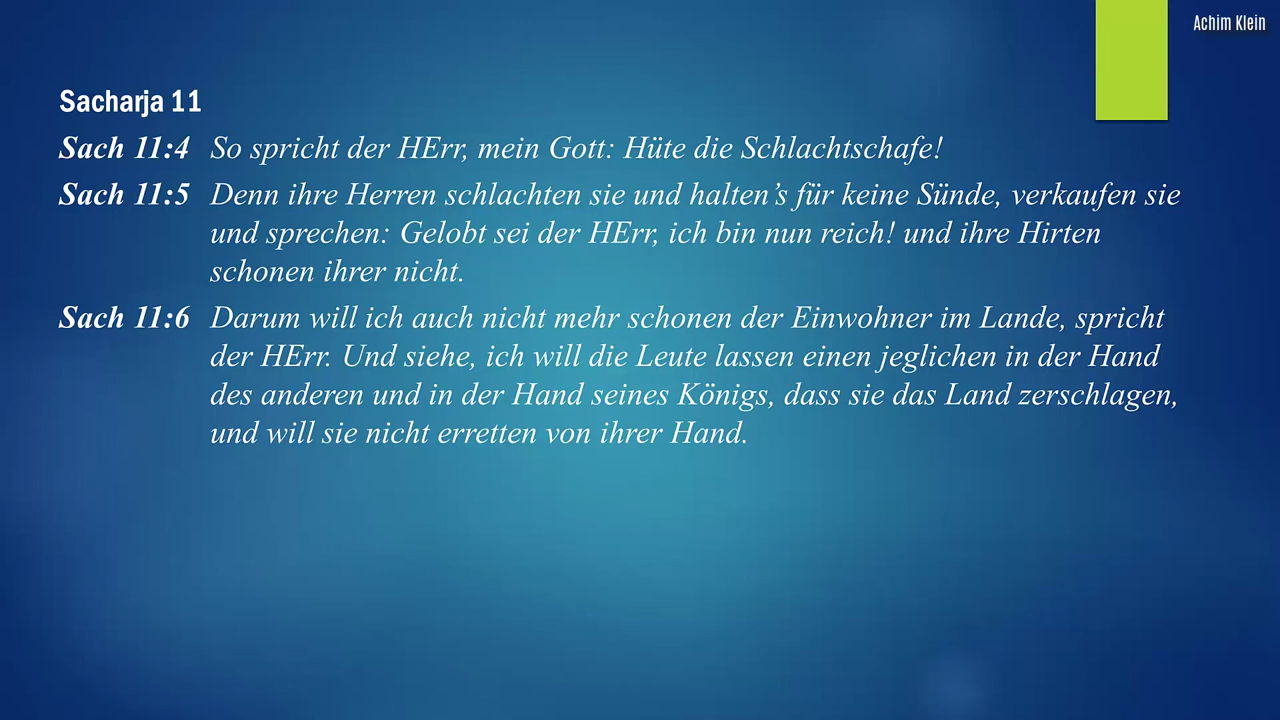 Achim Klein
Sacharja 11
Sach 11:4 So spricht der HErr, mein Gott: Hüte die Schlachtschafe!
Sach 11:5 Denn ihre Herren schlachten sie und halten’s für keine Sünde, verkaufen sie
und sprechen: Gelobt sei der HErr, ich bin nun reich! und ihre Hirten
schonen ihrer nicht.
Sach 11:6 Darum will ich auch nicht mehr schonen der Einwohner im Lande, spricht
der HErr. Und siehe, ich will die Leute lassen einen jeglichen in der Hand
des anderen und in der Hand seines Königs, dass sie das Land zerschlagen,
und will sie nicht erretten von ihrer Hand.